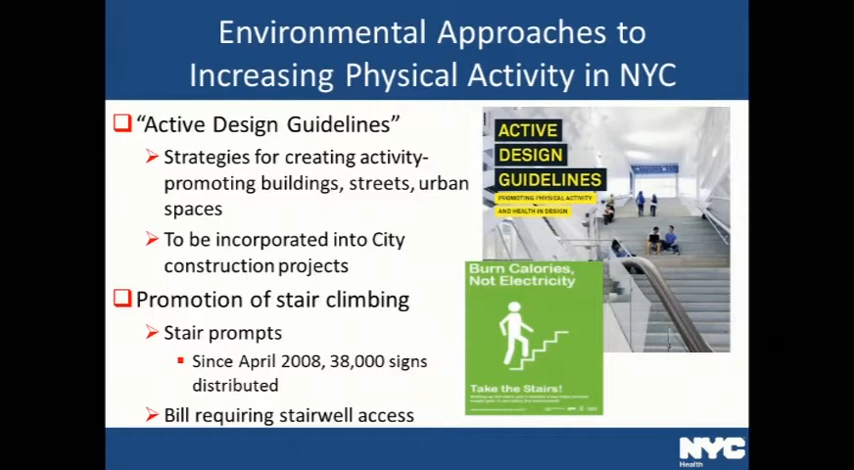 Environmental Approaches to
Increasing Physical Activity in NYC
"Active Design Guidelines"
Strategies for creating activity-
promoting buildings, streets, urban
spaces
To be incorporated into City
construction projects
Promotion of stair climbing
Stair prompts
Since April 2008, 38,000 signs
distributed
Bill requiring stairwell access
ACTIVE
DESIGN
GUIDELINES
PROMOTING PHYSICAL ACTIVITY
AND HEALTH IN DESIGN
Burn Calories,
Not Electricity
Take the Stairs!
NYC
Health